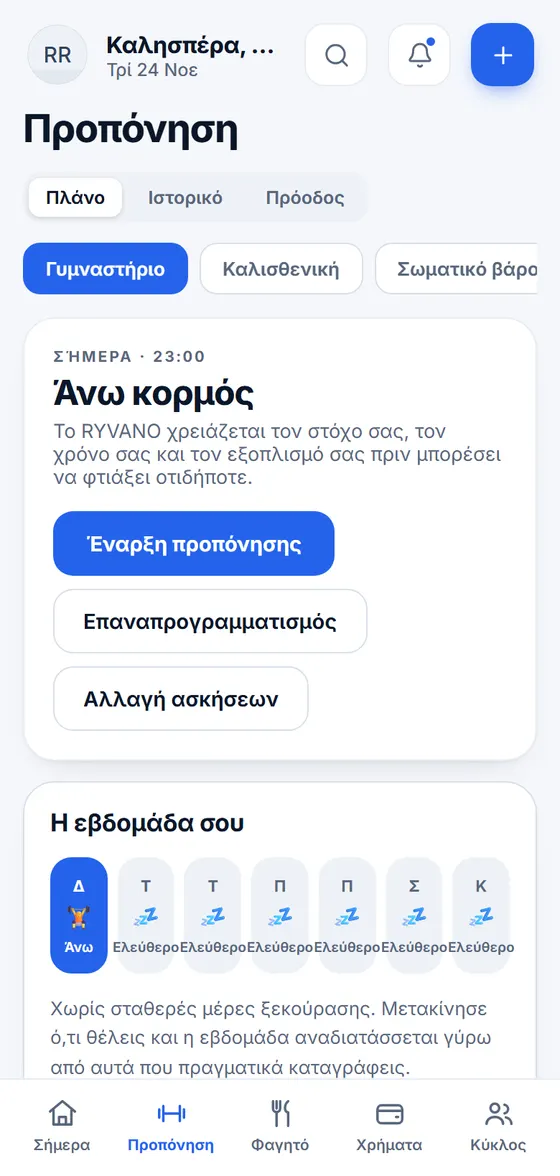 RR
Καλησπέρα, ...
Τρί 24 Νοε
Προπόνηση
Πλάνο Ιστορικό Πρόοδος
Γυμναστήριο Καλισθενική Σωματικό βάρο
ΣΉΜΕΡΑ · 23:00
Άνω κορμός
Το RYVANO χρειάζεται τον στόχο σας, τον
χρόνο σας και τον εξοπλισμό σας πριν μπορέσει
να φτιάξει οτιδήποτε.
Έναρξη προπόνησης
Επαναπρογραμματισμός
Αλλαγή ασκήσεων
Η εβδομάδα σου
Δ Τ Τ Π Π Σ Κ
Άνω Ελεύθερο Ελεύθερο Ελεύθερο Ελεύθερο Ελεύθερο Ελεύθερο
Χωρίς σταθερές μέρες ξεκούρασης. Μετακίνησε
ό,τι θέλεις και η εβδομάδα αναδιατάσσεται γύρω
από αυτά που πραγματικά καταγράφεις.
Σήμερα Προπόνηση Φαγητό Χρήματα Κύκλος